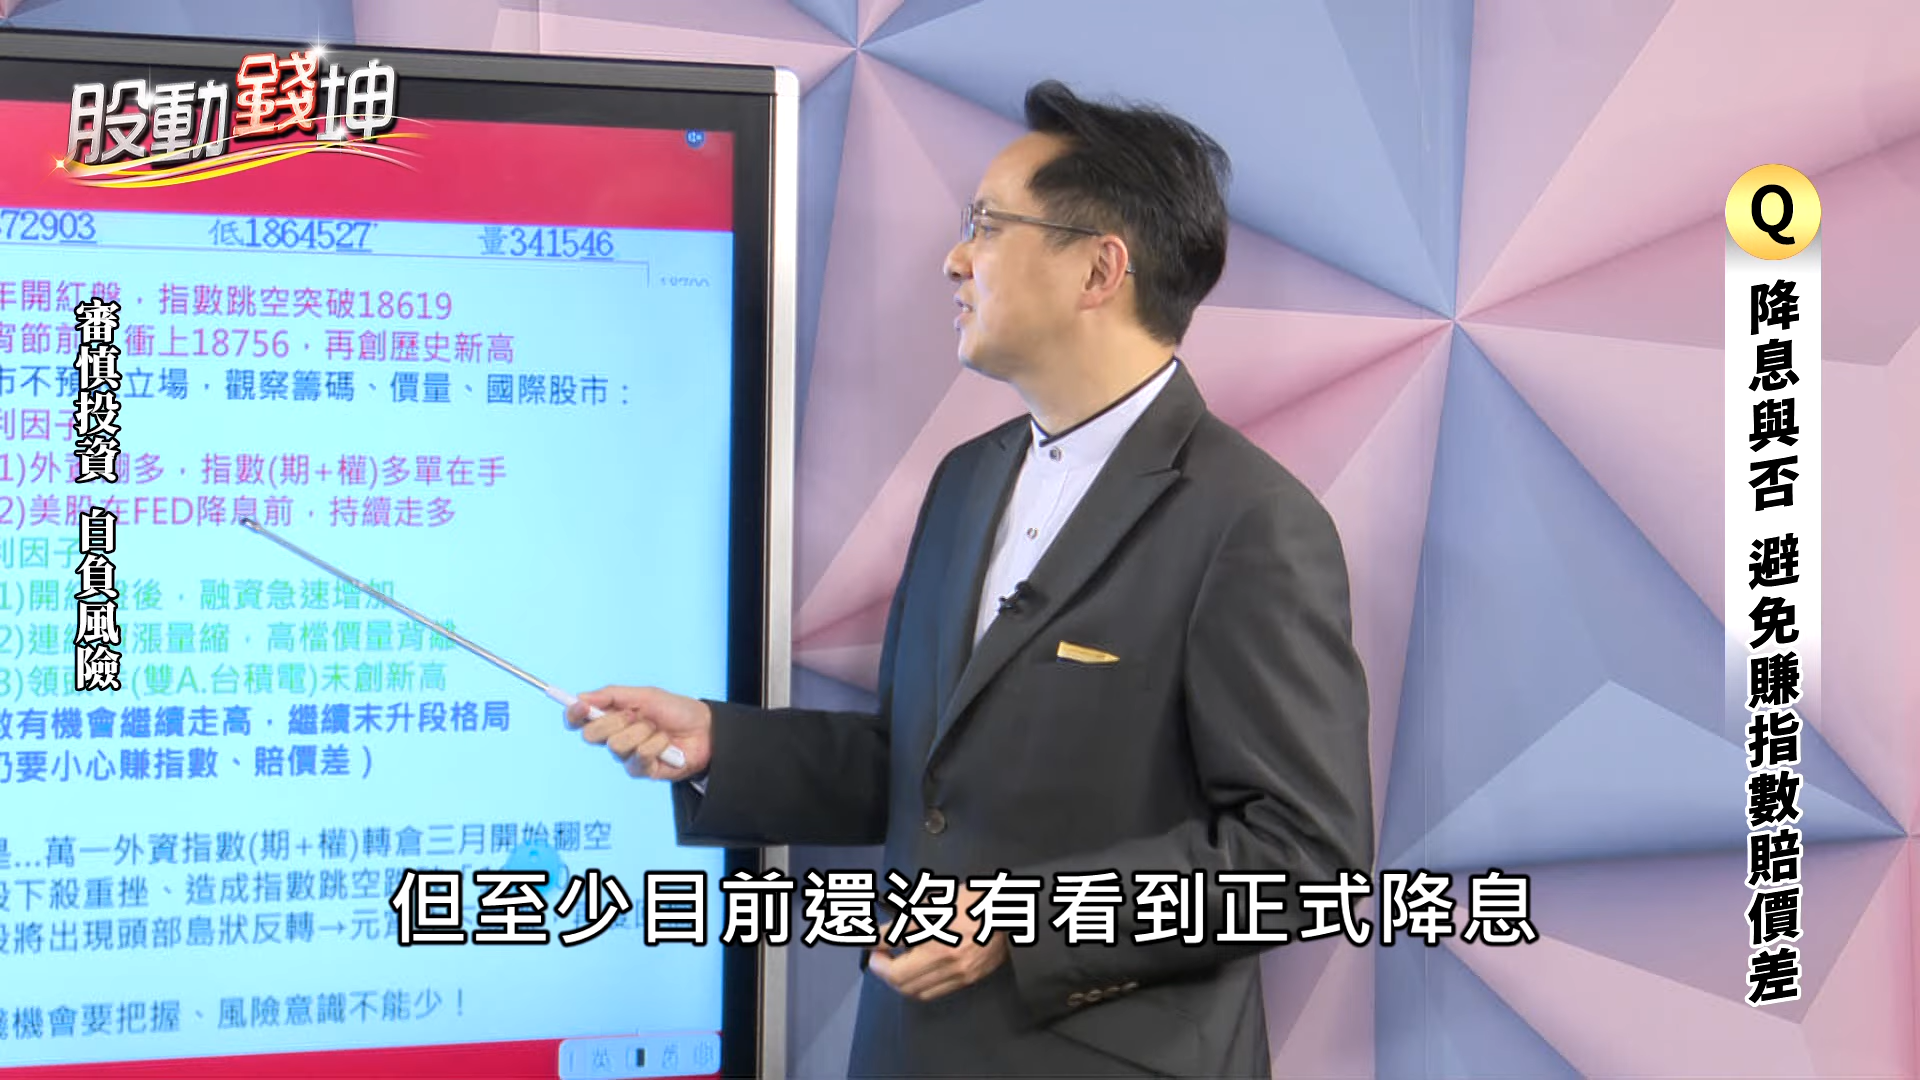 股動錢坤
72903 低1864527 量341546
年開紅盤，指數跳空突破18619
宵節前 衝上18756，再創歷史新高
市不預 立場，觀察籌碼、價量、國際股市：
利因子
1)外資翻多，指數(期+權)多單在手
2)美股在FED降息前，持續走多
利因子
1)開紅盤後，融資急速增加
2)連續 漲量縮，高檔價量背離
3)領頭 (雙A.台積電)未創新高
數有機會繼續走高，繼續末升段格局
仍要小心賺指數、賠價差)
是...萬一外資指數(期+權)轉倉三月開始翻空
股下殺重挫、造成指數跳空跌
股將出現頭部島狀反轉→元宵
機會要把握、風險意識不能少！
英
審慎投資 自負風險
Q
降息與否 避免賺指數賠價差
但至少目前還沒有看到正式降息